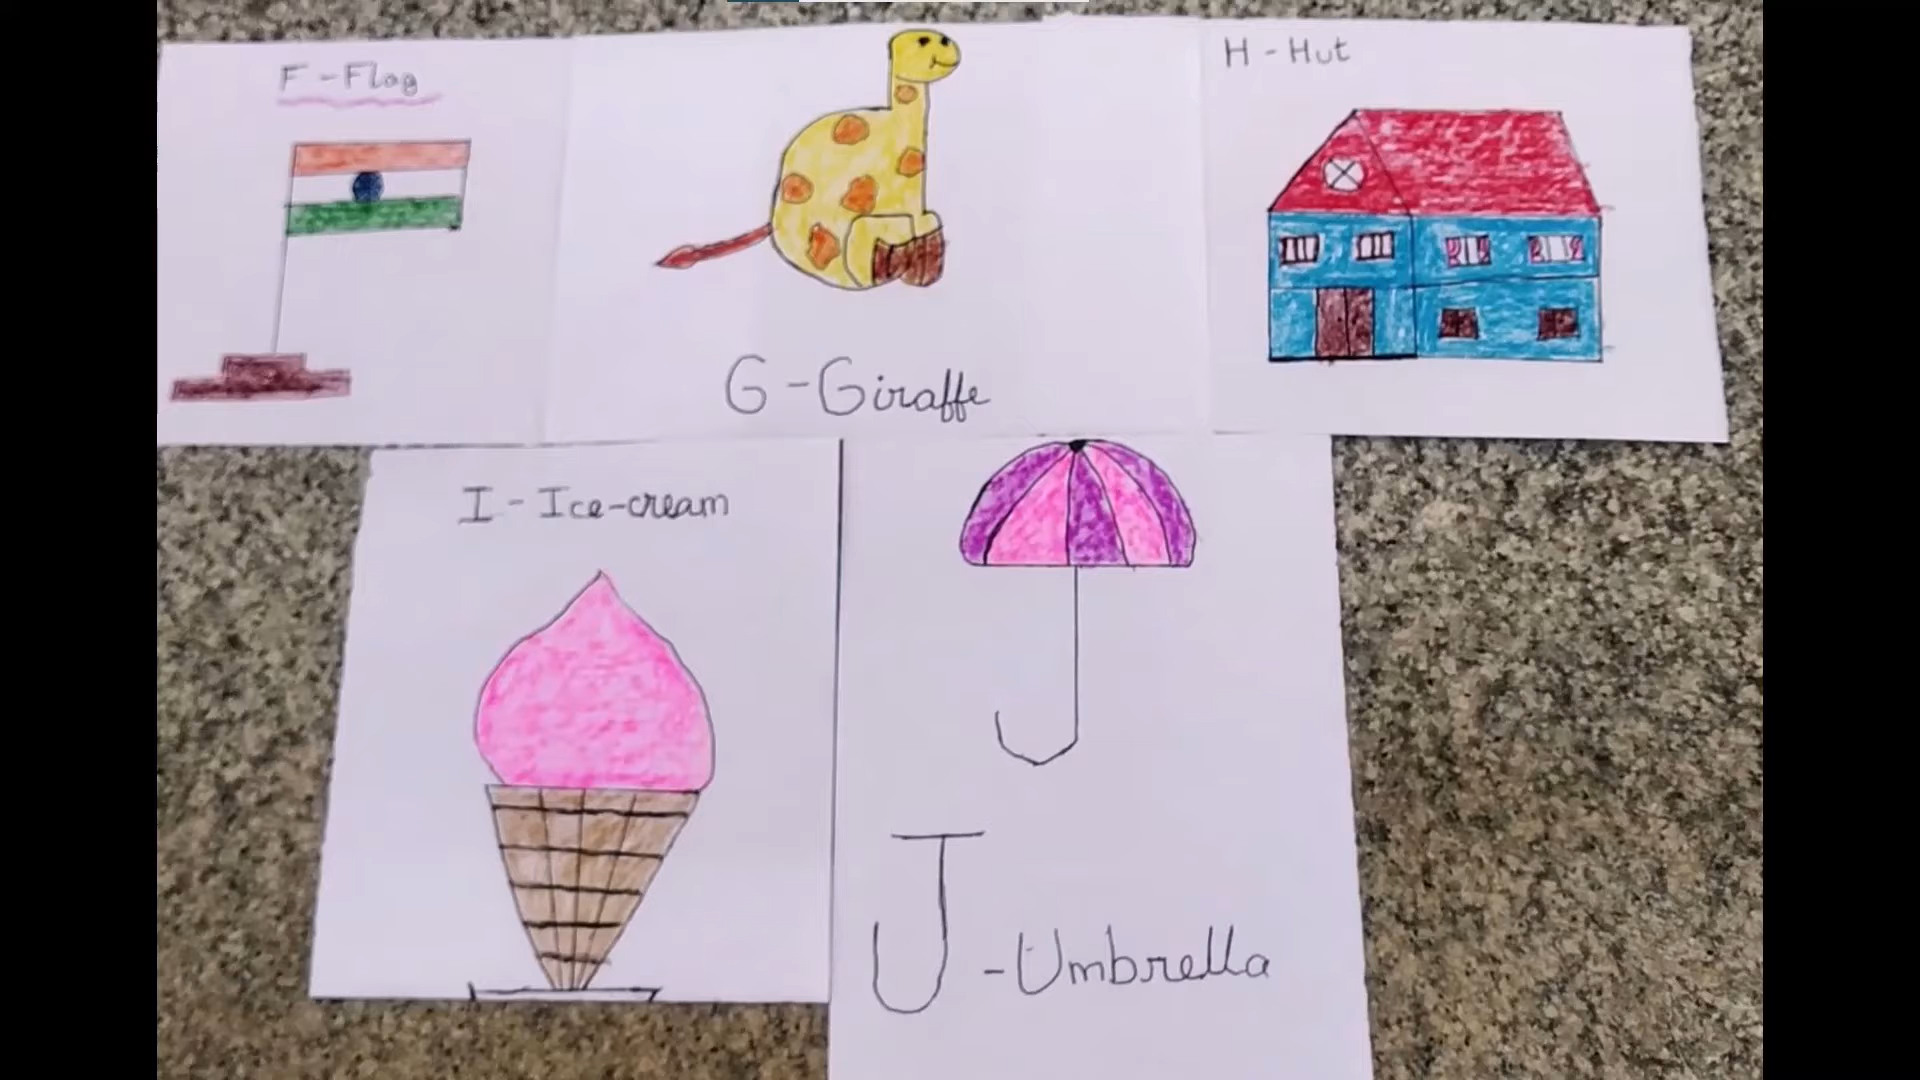 F - Flag
G - Giraffe
H - Hut
I - Ice-cream
J - Umbrella